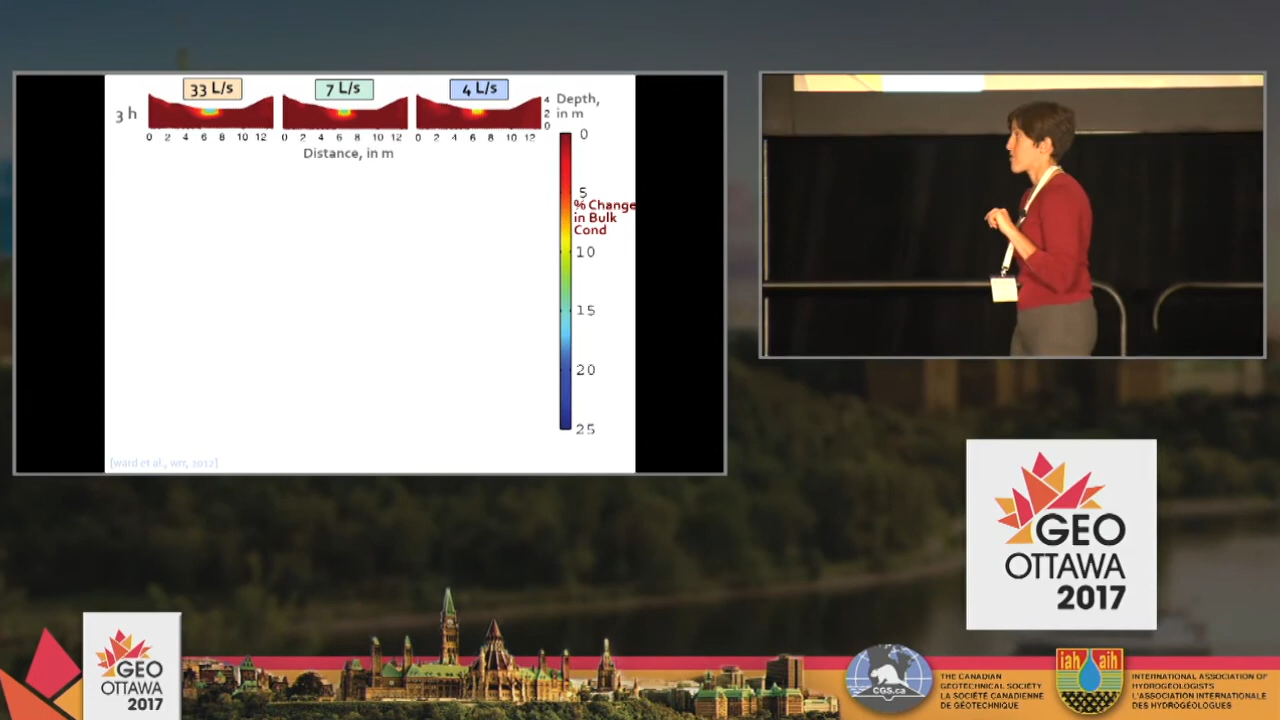 33 L/s
7 L/s
4 L/s
3 h
4
2
0
Depth,
in m
0 2 4 6 8 10 12
0 2 4 6 8 10 12
0 2 4 6 8 10 12
Distance, in m
0
5
% Change
in Bulk
Cond
10
15
20
25
[ward et al., wrr, 2012]
GEO
OTTAWA
2017
GEO
OTTAWA
2017
CGS.ca
THE CANADIAN
GEOTECHNICAL SOCIETY
LA SOCIÉTÉ CANADIENNE
DE GÉOTECHNIQUE
iah aih
INTERNATIONAL ASSOCIATION OF
HYDROGEOLOGISTS
L'ASSOCIATION INTERNATIONALE
DES HYDROGÉOLOGUES